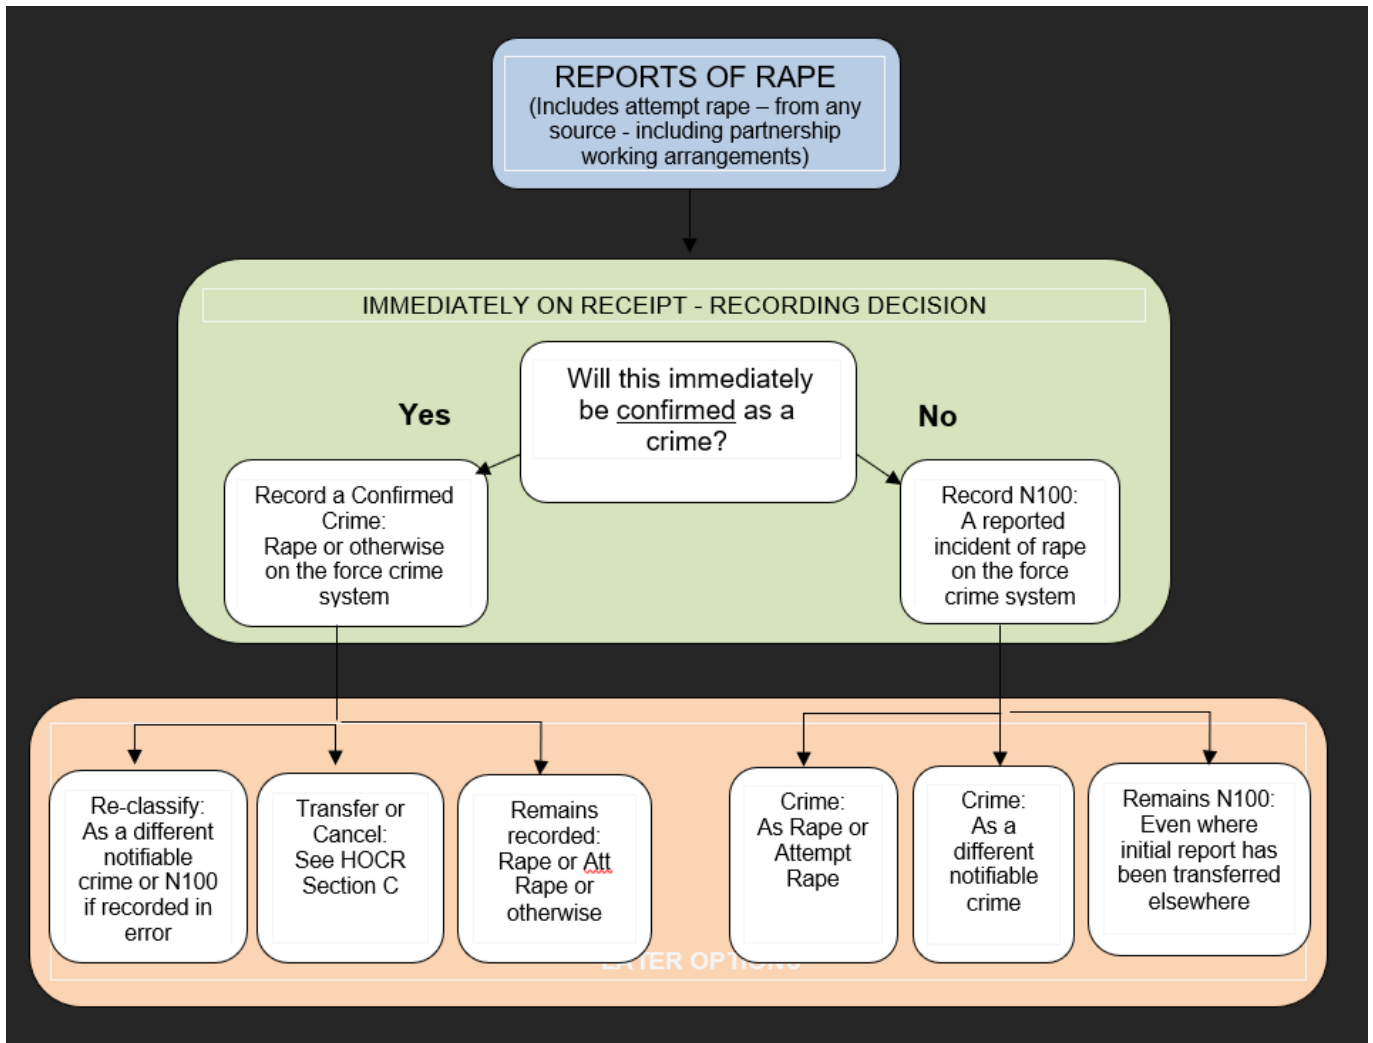 REPORTS OF RAPE
(Includes attempt rape – from any
source - including partnership
working arrangements)
IMMEDIATELY ON RECEIPT - RECORDING DECISION
Will this immediately
be confirmed as a
crime?
Yes
No
Record a Confirmed
Crime:
Rape or otherwise
on the force crime
system
Record N100:
A reported
incident of rape
on the force
crime system
Re-classify:
As a different
notifiable
crime or N100
if recorded in
error
Transfer or
Cancel:
See HOCR
Section C
Remains
recorded:
Rape or Att
Rape or
otherwise
Crime:
As Rape or
Attempt
Rape
Crime:
As a
different
notifiable
crime
Remains N100:
Even where
initial report has
been transferred
elsewhere
LATER OPTIONS